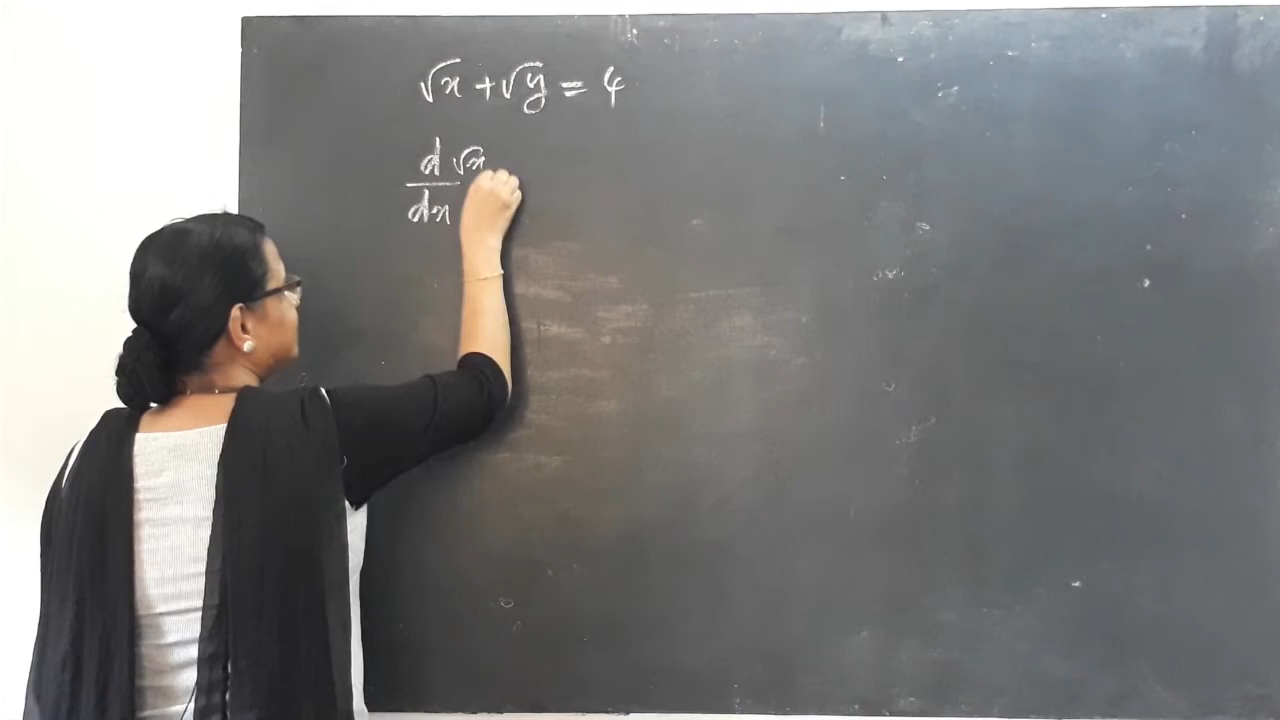 √x + √y = 4
d/dx √x